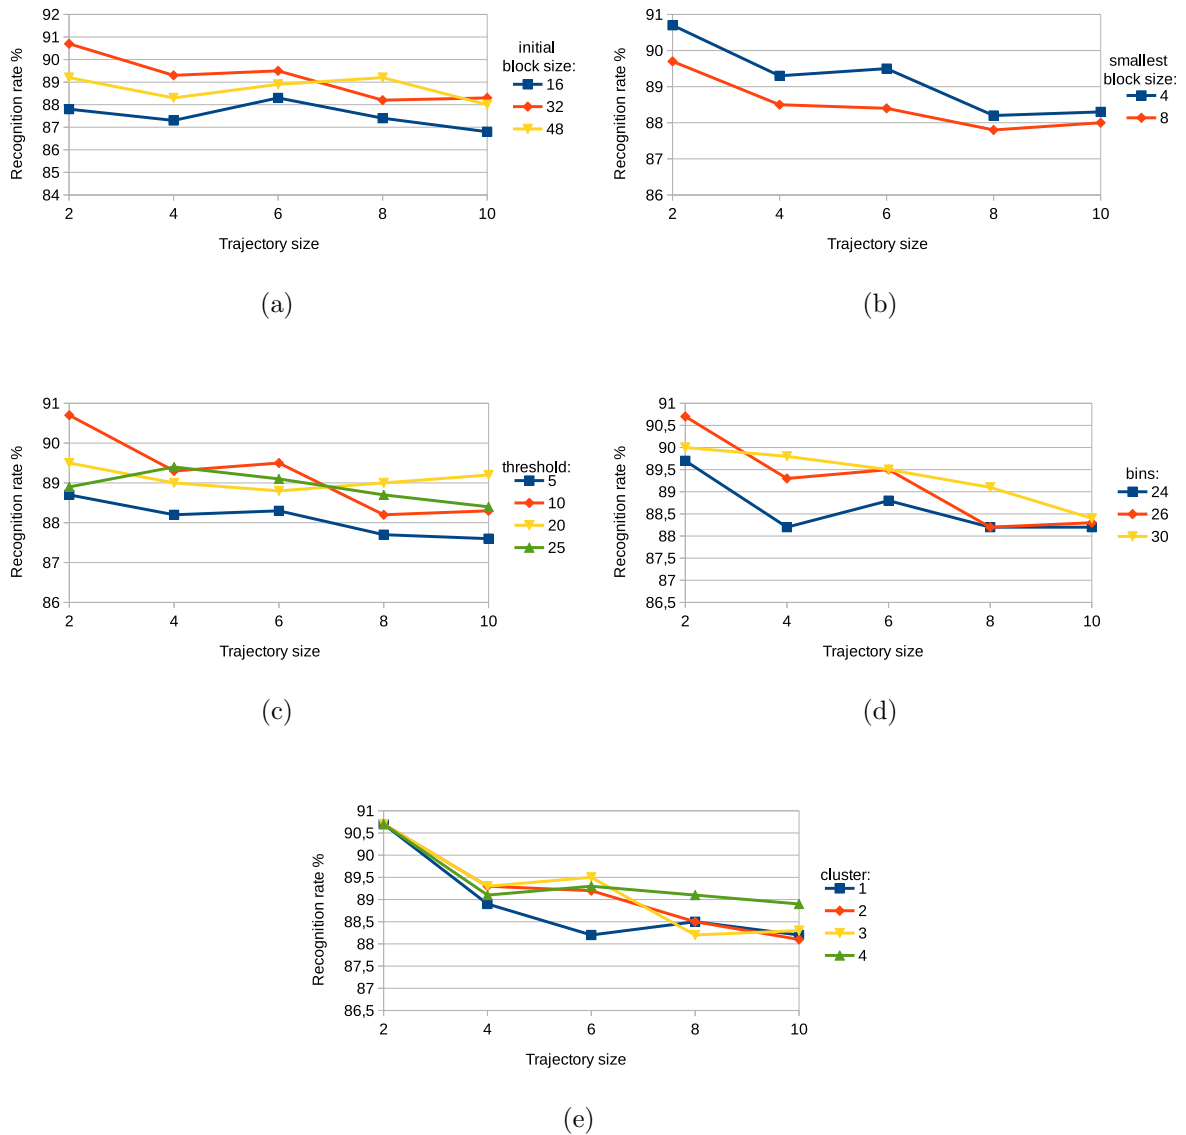 92
91
90
89
88
87
86
85
84
Recognition rate %
2 4 6 8 10
Trajectory size
initial
block size:
16
32
48
(a)
91
90
89
88
87
86
Recognition rate %
2 4 6 8 10
Trajectory size
smallest
block size:
4
8
(b)
91
90
89
88
87
86
Recognition rate %
2 4 6 8 10
Trajectory size
threshold:
5
10
20
25
(c)
91
90,5
90
89,5
89
88,5
88
87,5
87
86,5
Recognition rate %
2 4 6 8 10
Trajectory size
bins:
24
26
30
(d)
91
90,5
90
89,5
89
88,5
88
87,5
87
86,5
Recognition rate %
2 4 6 8 10
Trajectory size
cluster:
1
2
3
4
(e)